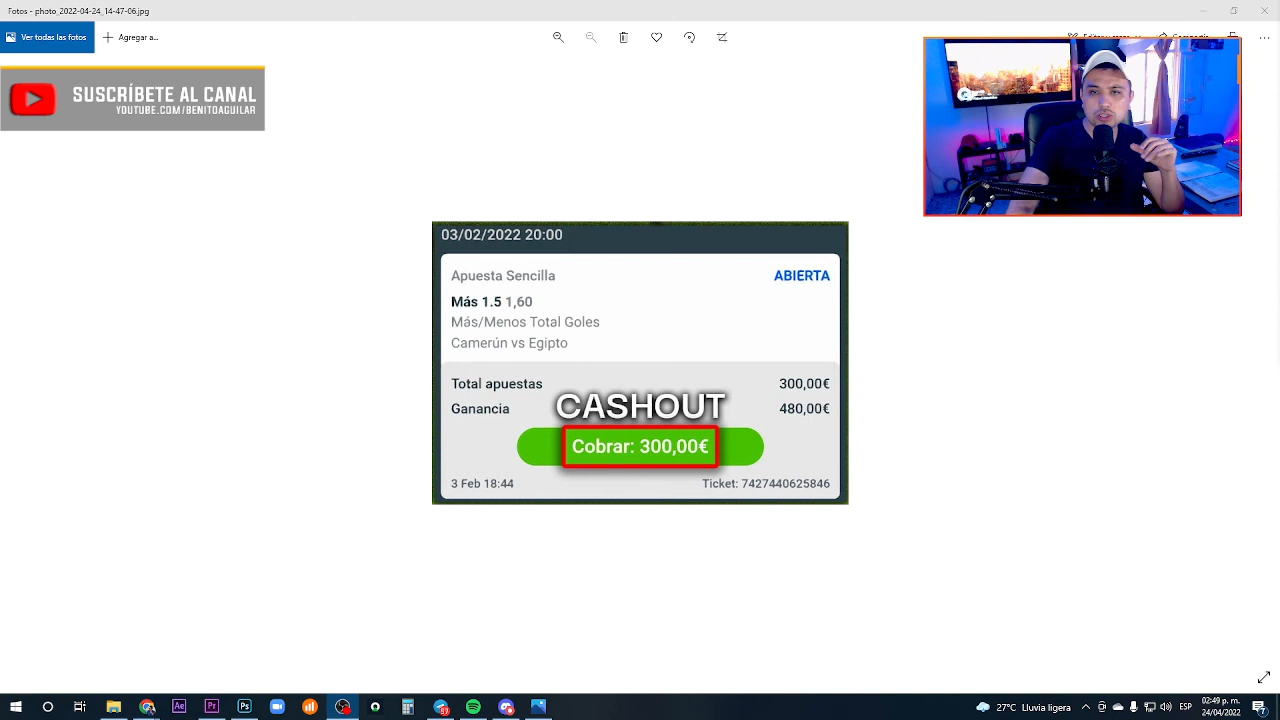 Fotos - photo_2022-04-24_14-47-06.jpg
Ver todas las fotos
Agregar a...
SUSCRÍBETE AL CANAL
YOUTUBE.COM/BENITOAGUILAR
03/02/2022 20:00
Apuesta Sencilla ABIERTA
Más 1.5 1,60
Más/Menos Total Goles
Camerún vs Egipto
Total apuestas 300,00€
Ganancia 480,00€
CASHOUT
Cobrar: 300,00€
3 Feb 18:44 Ticket: 7427440625846
Ae Pr Ps
27°C Lluvia ligera
ESP
02:49 p. m.
24/04/2022